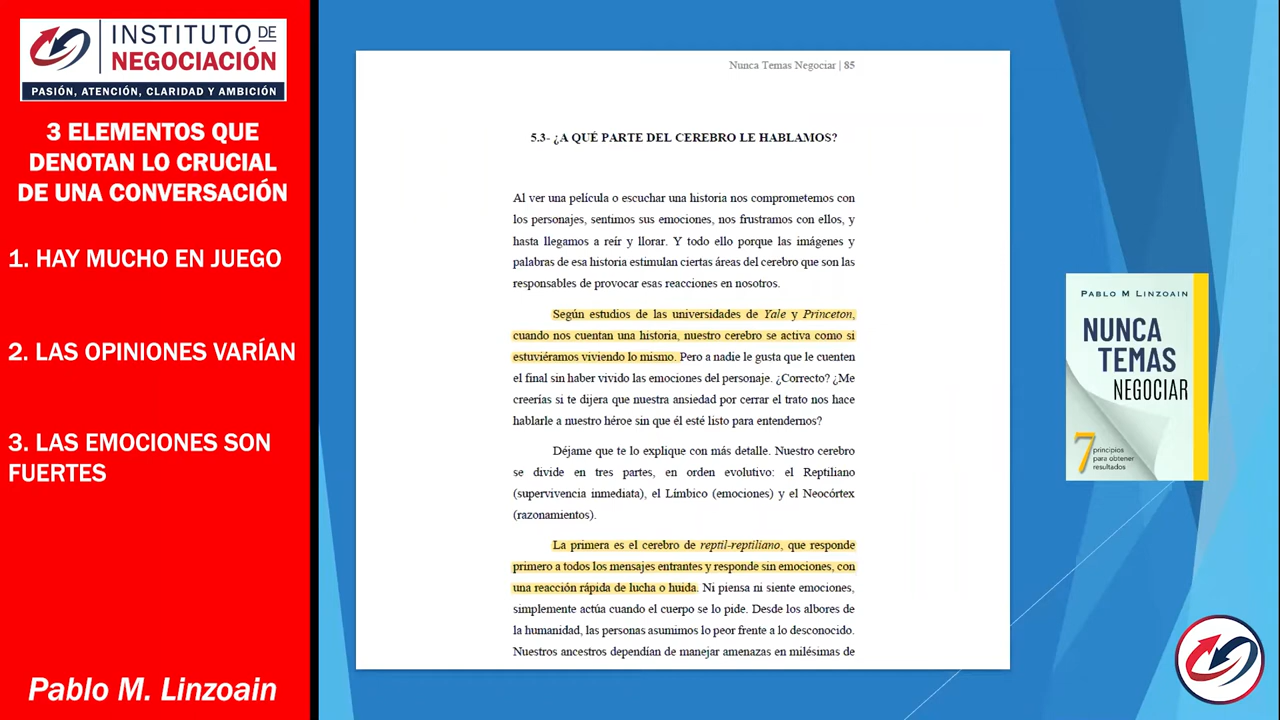 INSTITUTO DE
NEGOCIACIÓN
PASIÓN, ATENCIÓN, CLARIDAD Y AMBICIÓN
3 ELEMENTOS QUE
DENOTAN LO CRUCIAL
DE UNA CONVERSACIÓN
1. HAY MUCHO EN JUEGO
2. LAS OPINIONES VARÍAN
3. LAS EMOCIONES SON
FUERTES
Pablo M. Linzoain
Nunca Temas Negociar | 85
5.3- ¿A QUÉ PARTE DEL CEREBRO LE HABLAMOS?
Al ver una película o escuchar una historia nos comprometemos con
los personajes, sentimos sus emociones, nos frustramos con ellos, y
hasta llegamos a reír y llorar. Y todo ello porque las imágenes y
palabras de esa historia estimulan ciertas áreas del cerebro que son las
responsables de provocar esas reacciones en nosotros.
Según estudios de las universidades de Yale y Princeton,
cuando nos cuentan una historia, nuestro cerebro se activa como si
estuviéramos viviendo lo mismo. Pero a nadie le gusta que le cuenten
el final sin haber vivido las emociones del personaje. ¿Correcto? ¿Me
creerías si te dijera que nuestra ansiedad por cerrar el trato nos hace
hablarle a nuestro héroe sin que él esté listo para entendernos?
Déjame que te lo explique con más detalle. Nuestro cerebro
se divide en tres partes, en orden evolutivo: el Reptiliano
(supervivencia inmediata), el Límbico (emociones) y el Neocórtex
(razonamientos).
La primera es el cerebro de reptil-reptiliano, que responde
primero a todos los mensajes entrantes y responde sin emociones, con
una reacción rápida de lucha o huida. Ni piensa ni siente emociones,
simplemente actúa cuando el cuerpo se lo pide. Desde los albores de
la humanidad, las personas asumimos lo peor frente a lo desconocido.
Nuestros ancestros dependían de manejar amenazas en milésimas de
PABLO M LINZOAIN
NUNCA
TEMAS
NEGOCIAR
7 principios
para obtener
resultados